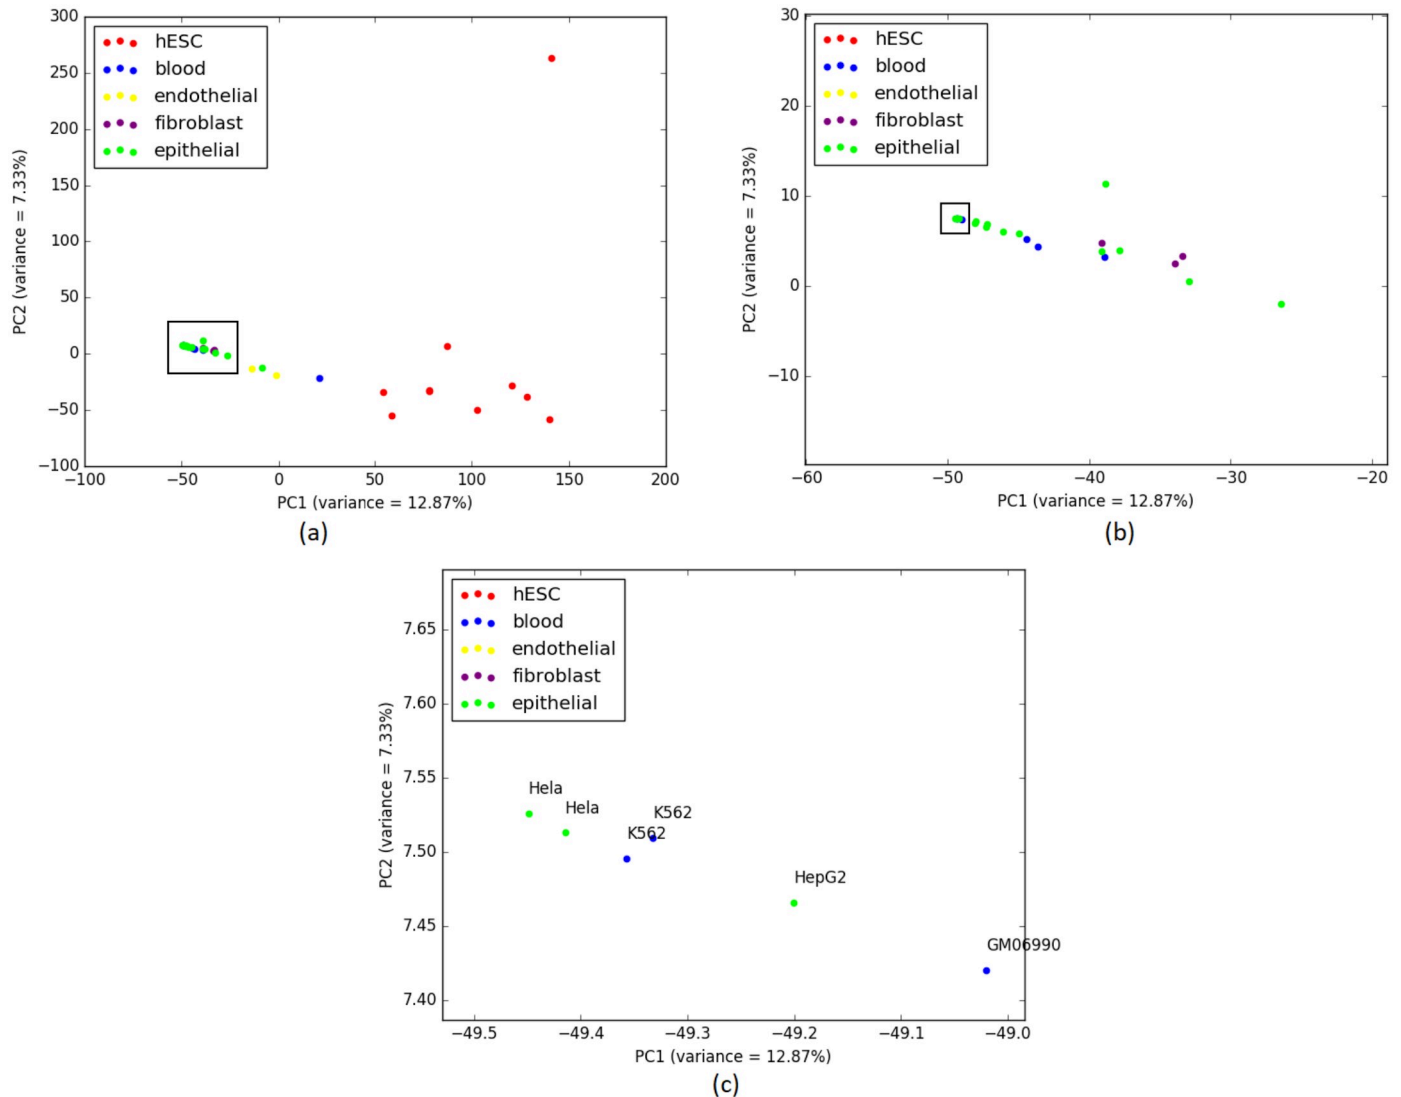 300
250
200
150
100
50
0
−50
−100
PC2 (variance = 7.33%)
hESC
blood
endothelial
fibroblast
epithelial
−100
−50
0
50
100
150
200
PC1 (variance = 12.87%)
(a)
30
20
10
0
−10
PC2 (variance = 7.33%)
hESC
blood
endothelial
fibroblast
epithelial
−60
−50
−40
−30
−20
PC1 (variance = 12.87%)
(b)
7.65
7.60
7.55
7.50
7.45
7.40
PC2 (variance = 7.33%)
hESC
blood
endothelial
fibroblast
epithelial
Hela
Hela
K562
K562
HepG2
GM06990
−49.5
−49.4
−49.3
−49.2
−49.1
−49.0
PC1 (variance = 12.87%)
(c)